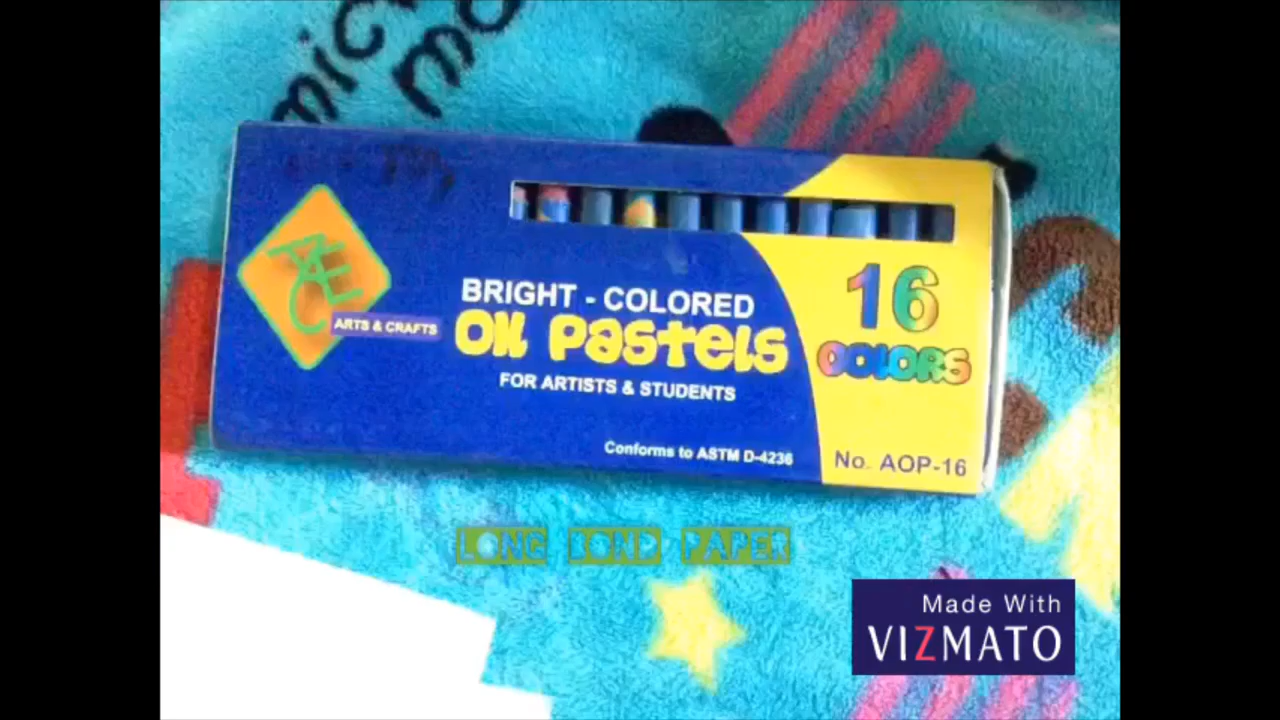 AZTEC
ARTS & CRAFTS
BRIGHT - COLORED
OIL PASTELS
FOR ARTISTS & STUDENTS
Conforms to ASTM D-4236
16
COLORS
No. AOP-16
LONG BOND PAPER
Made With
VIZMATO